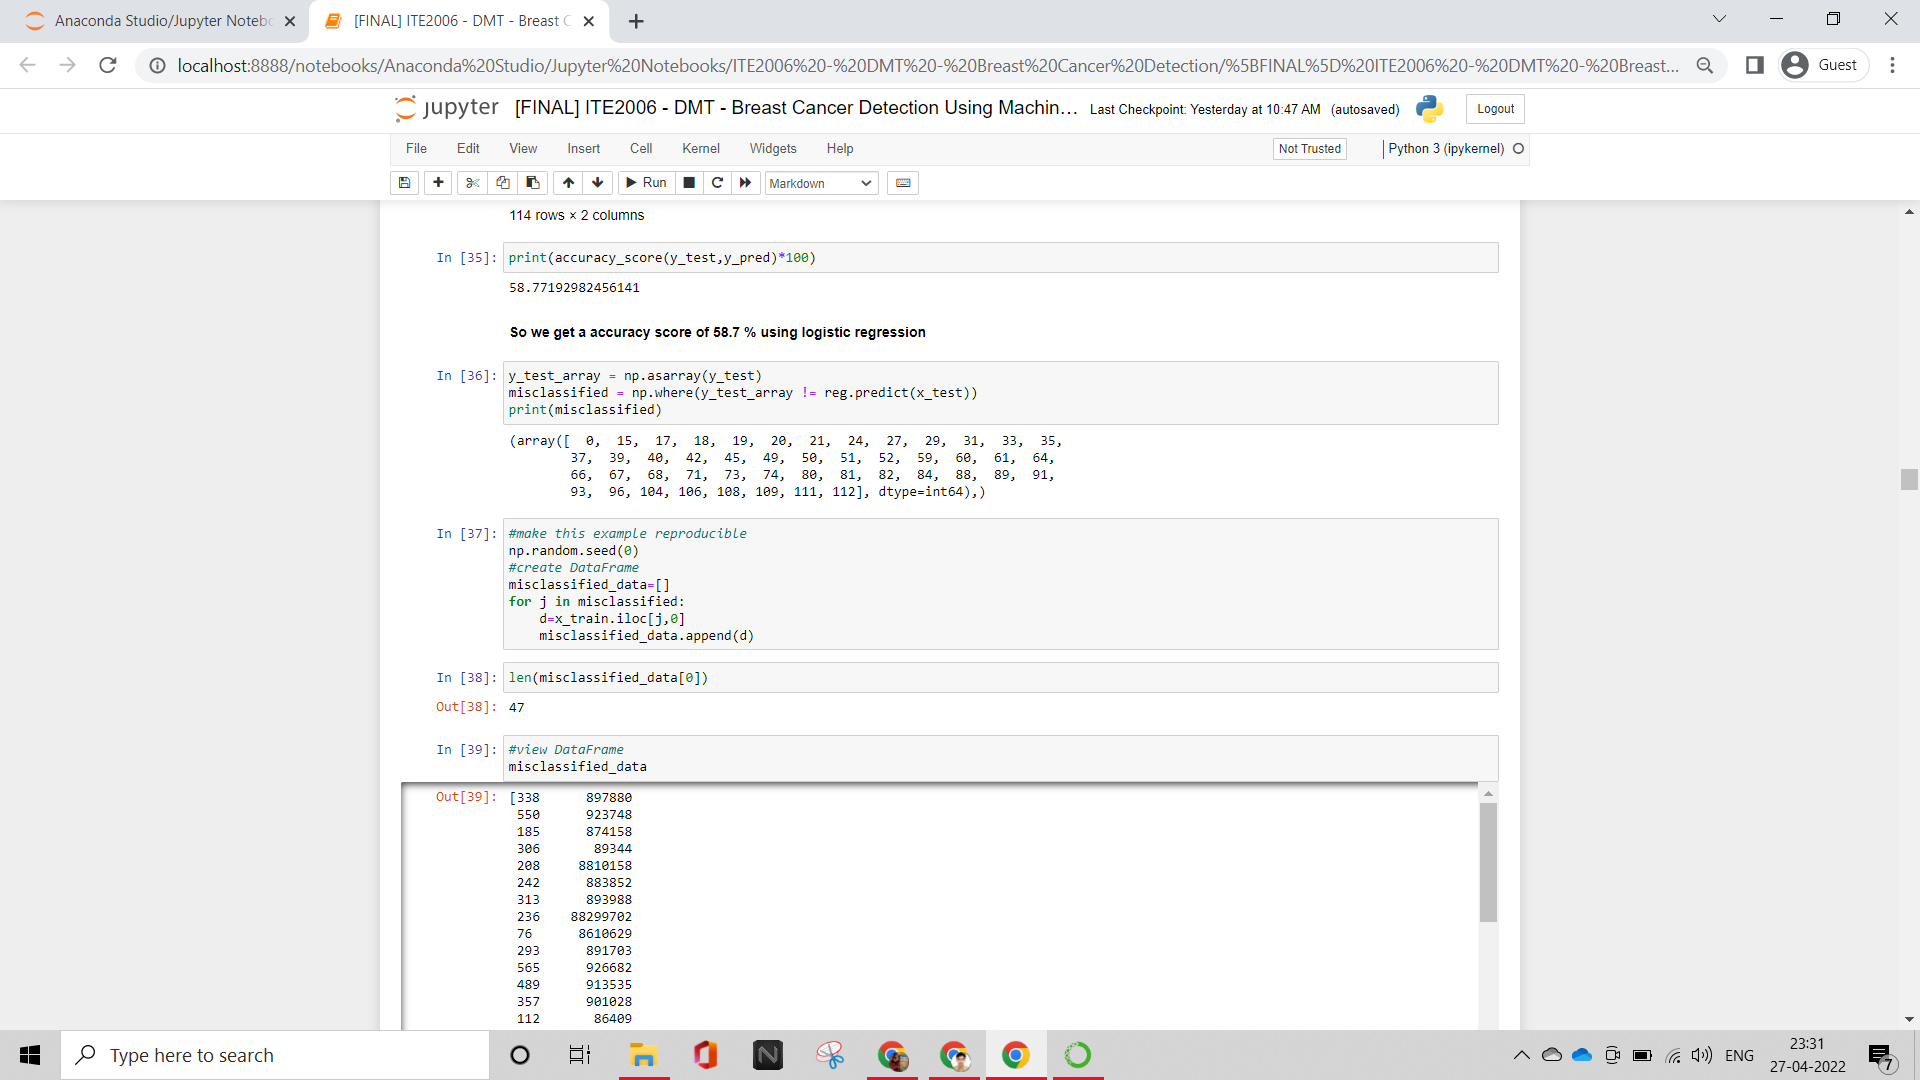 Anaconda Studio/Jupyter Notebo
[FINAL] ITE2006 - DMT - Breast C
localhost:8888/notebooks/Anaconda%20Studio/Jupyter%20Notebooks/ITE2006%20-%20DMT%20-%20Breast%20Cancer%20Detection/%5BFINAL%5D%20ITE2006%20-%20DMT%20-%20Breast...
Guest
jupyter
[FINAL] ITE2006 - DMT - Breast Cancer Detection Using Machin...
Last Checkpoint: Yesterday at 10:47 AM (autosaved)
Logout
File Edit View Insert Cell Kernel Widgets Help
Not Trusted
Python 3 (ipykernel)
Run
Markdown
114 rows × 2 columns
In [35]: print(accuracy_score(y_test,y_pred)*100)
58.77192982456141
So we get a accuracy score of 58.7 % using logistic regression
In [36]: y_test_array = np.asarray(y_test)
misclassified = np.where(y_test_array != reg.predict(x_test))
print(misclassified)
(array([  0,  15,  17,  18,  19,  20,  21,  24,  27,  29,  31,  33,  35,
37,  39,  40,  42,  45,  49,  50,  51,  52,  59,  60,  61,  64,
66,  67,  68,  71,  73,  74,  80,  81,  82,  84,  88,  89,  91,
93,  96, 104, 106, 108, 109, 111, 112], dtype=int64),)
In [37]: #make this example reproducible
np.random.seed(0)
#create DataFrame
misclassified_data=[]
for j in misclassified:
d=x_train.iloc[j,0]
misclassified_data.append(d)
In [38]: len(misclassified_data[0])
Out[38]: 47
In [39]: #view DataFrame
misclassified_data
Out[39]: [338 897880
550 923748
185 874158
306 89344
208 8810158
242 883852
313 893988
236 88299702
76 8610629
293 891703
565 926682
489 913535
357 901028
112 86409
Type here to search
ENG
23:31
27-04-2022
7